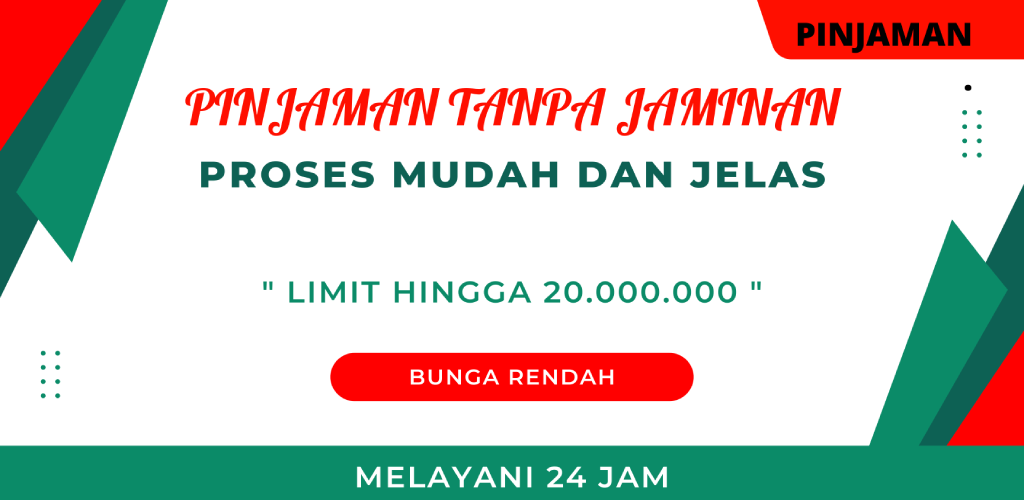 PINJAMAN
PINJAMAN TANPA JAMINAN
PROSES MUDAH DAN JELAS
" LIMIT HINGGA 20.000.000 "
BUNGA RENDAH
MELAYANI 24 JAM